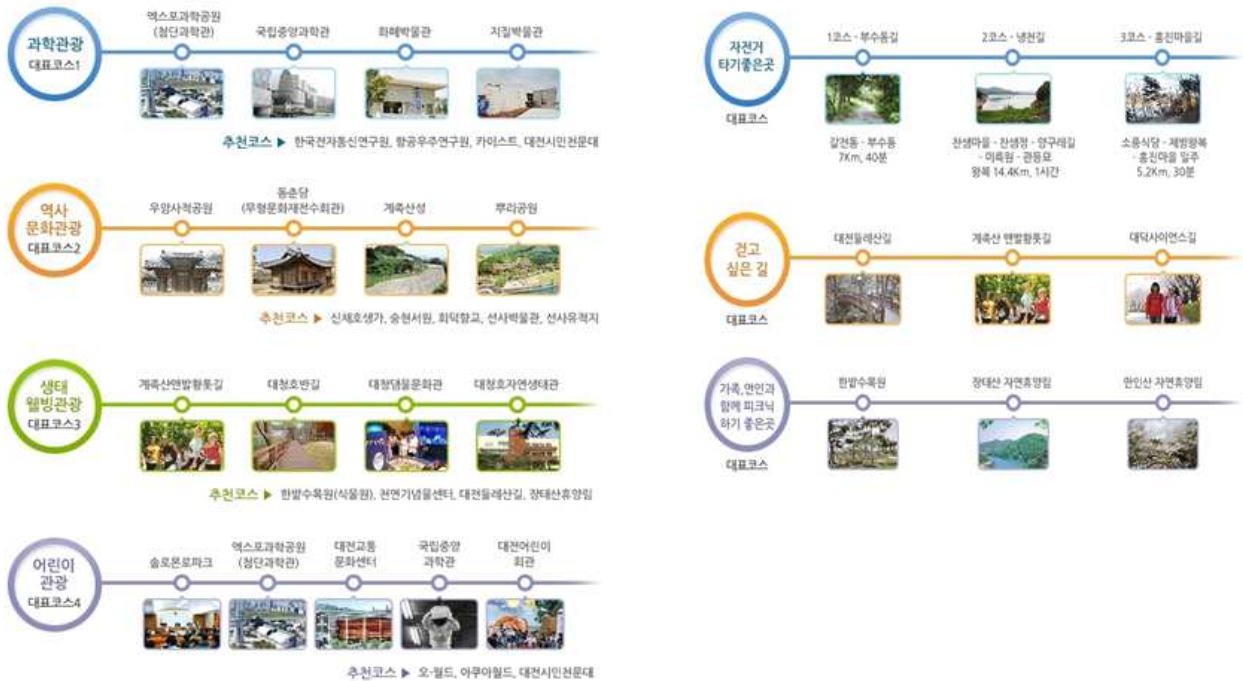 과학관광
대표코스1
엑스포과학공원
(첨단과학관)
국립중앙과학관
화폐박물관
지질박물관
추천코스 ▶ 한국전자통신연구원, 항공우주연구원, 카이스트, 대전시민천문대
역사
문화관광
대표코스2
우암사적공원
동춘당
(무형문화재전수회관)
계족산성
뿌리공원
추천코스 ▶ 신채호생가, 숭현서원, 회덕향교, 선사박물관, 선사유적지
생태
웰빙관광
대표코스3
계족산맨발황톳길
대청호반길
대청댐물문화관
대청호자연생태관
추천코스 ▶ 한밭수목원(식물원), 천연기념물센터, 대전둘레산길, 장태산휴양림
어린이
관광
대표코스4
솔로몬로파크
엑스포과학공원
(첨단과학관)
대전교통
문화센터
국립중앙
과학관
대전어린이
회관
추천코스 ▶ 오-월드, 아쿠아월드, 대전시민천문대
자전거
타기좋은곳
대표코스
1코스 - 부수동길
2코스 - 냉천길
3코스 - 흥진마을길
갈전동 - 부수동
7Km, 40분
찬샘마을 - 찬샘정 - 양구례길
- 마륙원 - 관동묘
왕복 14.4Km, 1시간
소풍식당 - 제방왕복
- 흥진마을 일주
5.2Km, 30분
걷고
싶은 길
대표코스
대전둘레산길
계족산 맨발황톳길
대덕사이언스길
가족,연인과
함께 피크닉
하기 좋은곳
대표코스
한밭수목원
장태산 자연휴양림
만인산 자연휴양림